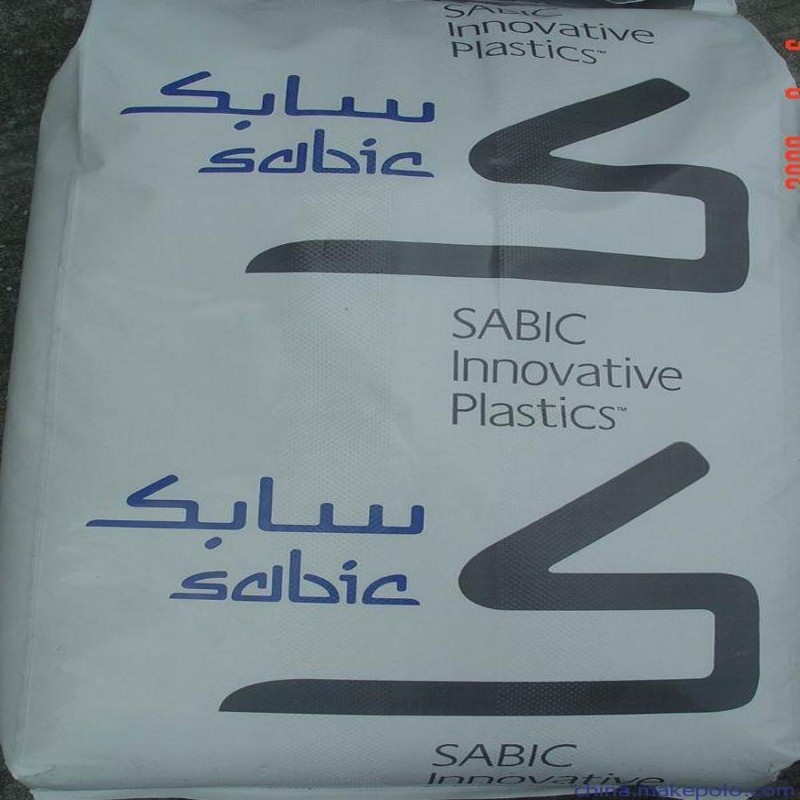 SABIC
Innovative
Plastics™
سابك
sabic
SABIC
Innovative
Plastics™
سابك
sabic
SABIC
Innovative
china.makepolo.com